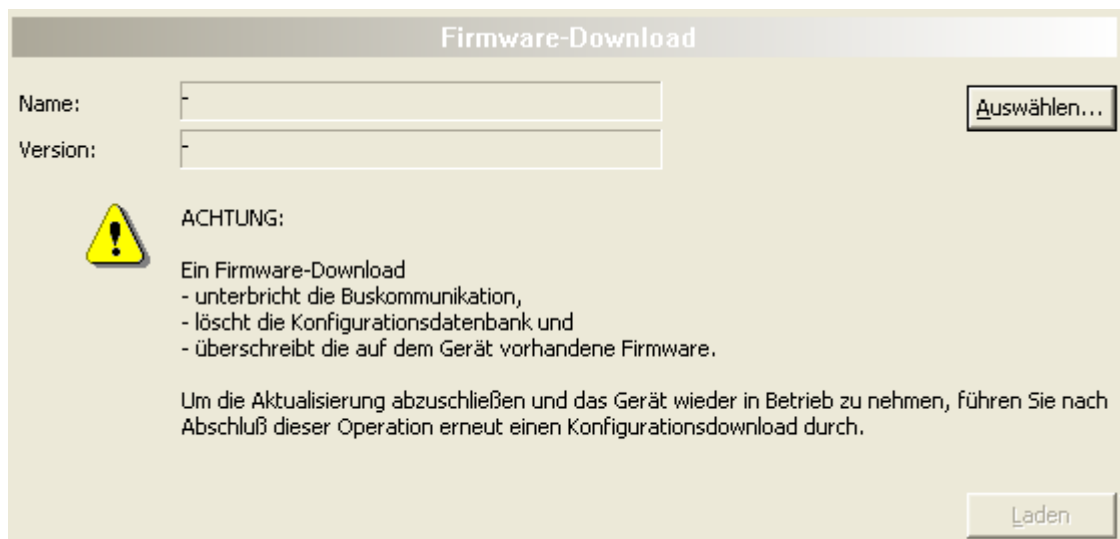 Firmware-Download
Name: -
Auswählen...
Version: -
ACHTUNG:
Ein Firmware-Download
- unterbricht die Buskommunikation,
- löscht die Konfigurationsdatenbank und
- überschreibt die auf dem Gerät vorhandene Firmware.
Um die Aktualisierung abzuschließen und das Gerät wieder in Betrieb zu nehmen, führen Sie nach
Abschluß dieser Operation erneut einen Konfigurationsdownload durch.
Laden